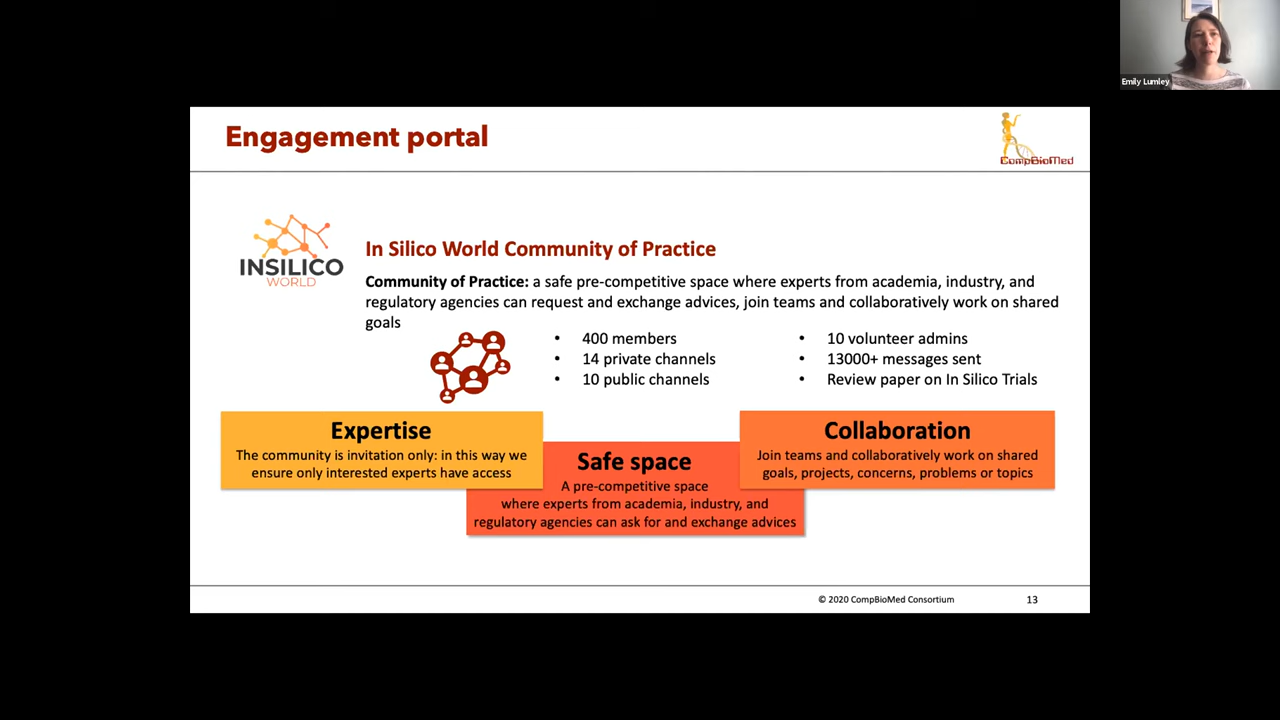 Emily Lumley
Engagement portal
CompBioMed
INSILICO
WORLD
In Silico World Community of Practice
Community of Practice: a safe pre-competitive space where experts from academia, industry, and
regulatory agencies can request and exchange advices, join teams and collaboratively work on shared
goals
• 400 members
• 14 private channels
• 10 public channels
• 10 volunteer admins
• 13000+ messages sent
• Review paper on In Silico Trials
Expertise
The community is invitation only: in this way we
ensure only interested experts have access
Safe space
A pre-competitive space
where experts from academia, industry, and
regulatory agencies can ask for and exchange advices
Collaboration
Join teams and collaboratively work on shared
goals, projects, concerns, problems or topics
© 2020 CompBioMed Consortium
13